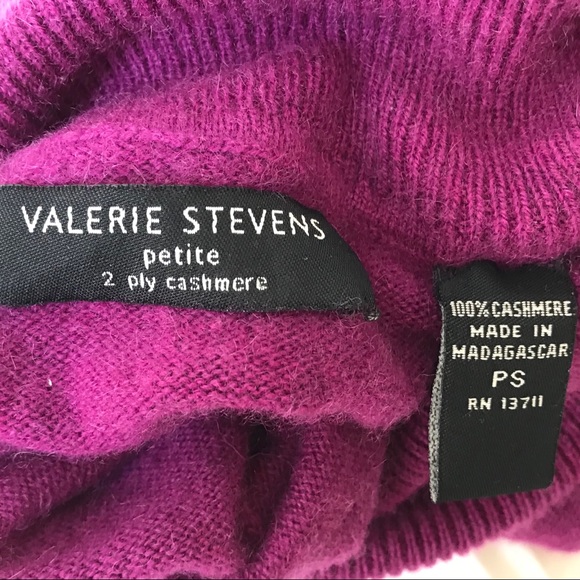 VALERIE STEVENS
petite
2 ply cashmere
100% CASHMERE
MADE IN
MADAGASCAR
PS
RN 13711